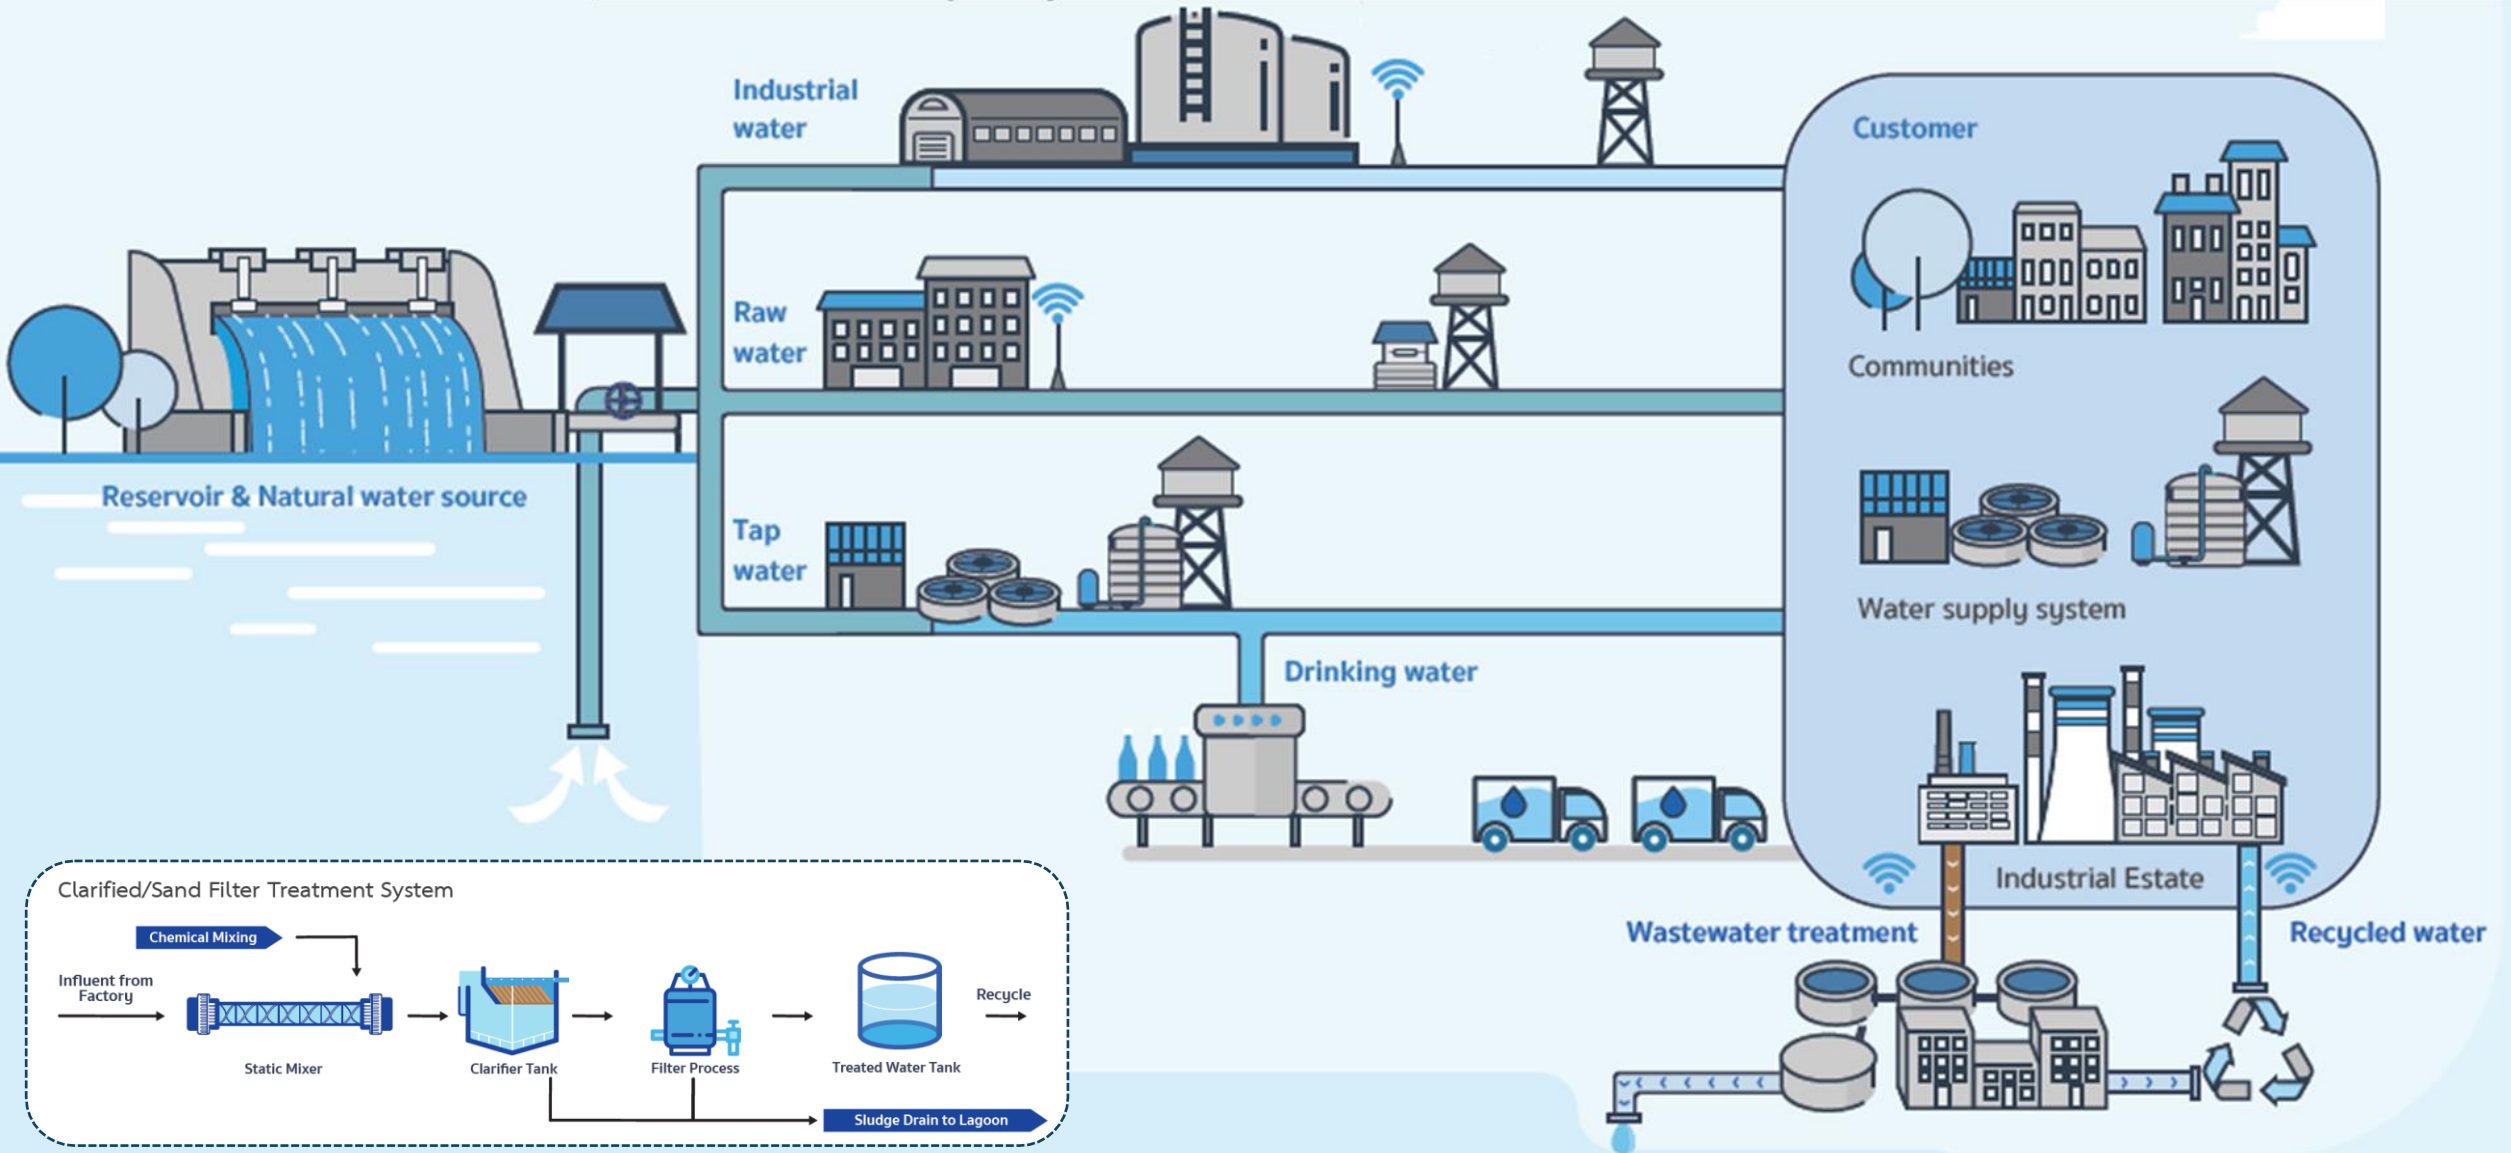 Industrial
water
Customer
Raw
water
Communities
Reservoir & Natural water source
Tap
water
Water supply system
Drinking water
Industrial Estate
Wastewater treatment
Recycled water
Clarified/Sand Filter Treatment System
Chemical Mixing
Influent from
Factory
Recycle
Static Mixer
Clarifier Tank
Filter Process
Treated Water Tank
Sludge Drain to Lagoon